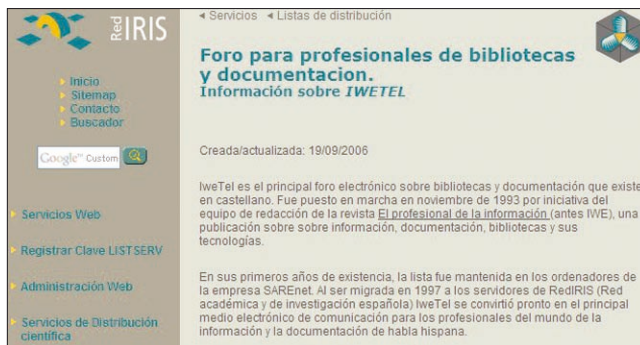 Red IRIS
Inicio
Sitemap
Contacto
Buscador
Google™ Custom
Servicios Web
Registrar Clave LISTSERV
Administración Web
Servicios de Distribución
científica
Servicios Listas de distribución
Foro para profesionales de bibliotecas
y documentacion.
Información sobre IWETEL
Creada/actualizada: 19/09/2006
IweTel es el principal foro electrónico sobre bibliotecas y documentación que existe
en castellano. Fue puesto en marcha en noviembre de 1993 por iniciativa del
equipo de redacción de la revista El profesional de la información (antes IWE), una
publicación sobre sobre información, documentación, bibliotecas y sus
tecnologías.
En sus primeros años de existencia, la lista fue mantenida en los ordenadores de
la empresa SAREnet. Al ser migrada en 1997 a los servidores de RedIRIS (Red
académica y de investigación española) IweTel se convirtió pronto en el principal
medio electrónico de comunicación para los profesionales del mundo de la
información y la documentación de habla hispana.